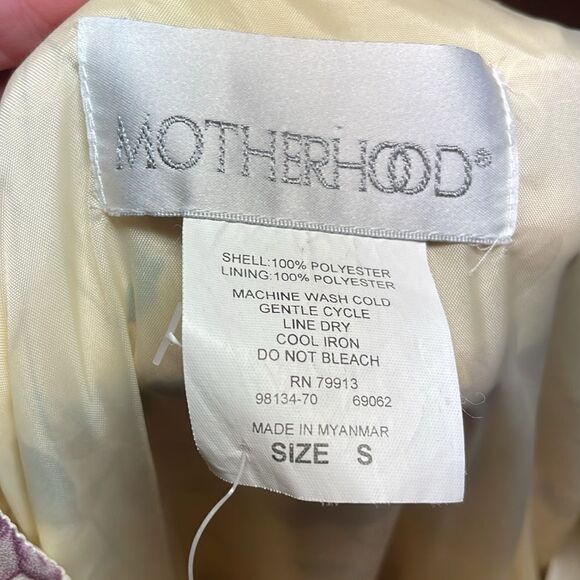 MOTHERHOOD®
SHELL:100% POLYESTER
LINING:100% POLYESTER
MACHINE WASH COLD
GENTLE CYCLE
LINE DRY
COOL IRON
DO NOT BLEACH
RN 79913
98134-70 69062
MADE IN MYANMAR
SIZE S